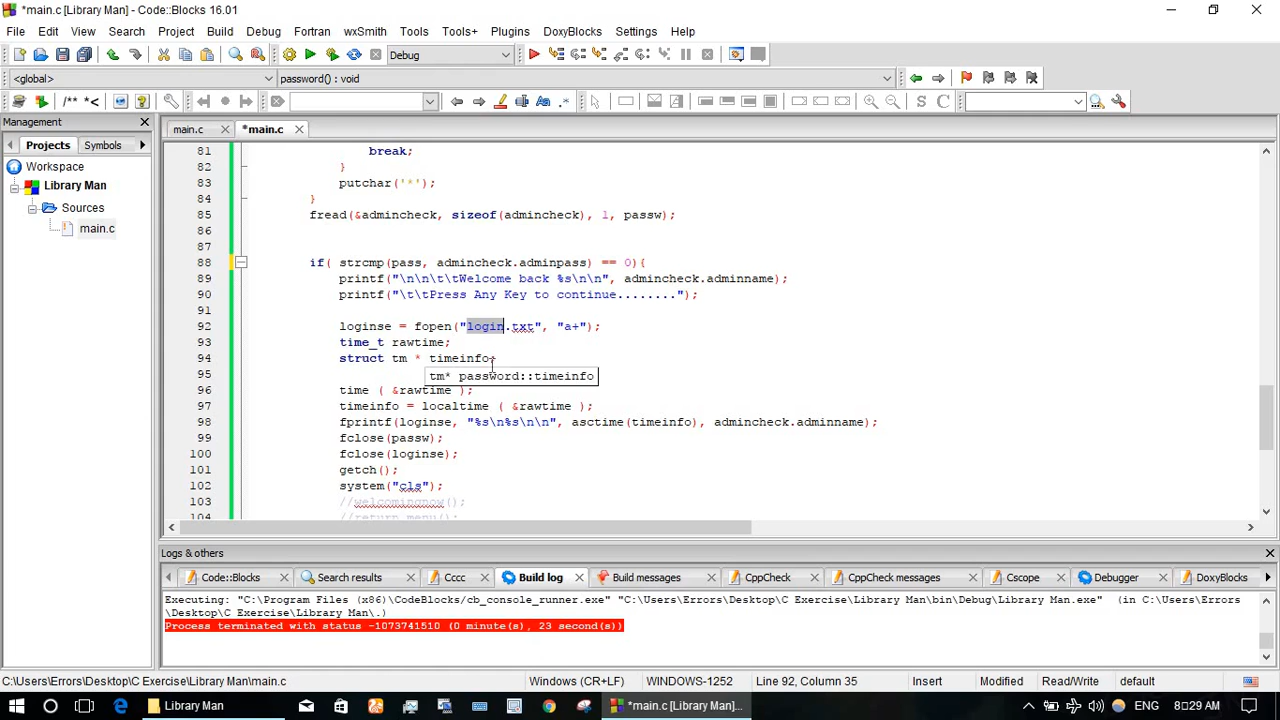 *main.c [Library Man] - Code::Blocks 16.01
File Edit View Search Project Build Debug Fortran wxSmith Tools Tools+ Plugins DoxyBlocks Settings Help
Debug
<global> password() : void
/** *< Aa .* S C
Management
main.c *main.c
Projects Symbols
Workspace
Library Man
Sources
main.c
81 break;
82 }
83 putchar('*');
84 }
85 fread(&admincheck, sizeof(admincheck), 1, passw);
86
87
88 if( strcmp(pass, admincheck.adminpass) == 0){
89 printf("\n\n\t\tWelcome back %s\n\n", admincheck.adminname);
90 printf("\t\tPress Any Key to continue........");
91
92 loginse = fopen("login.txt", "a+");
93 time_t rawtime;
94 struct tm * timeinfo;
95 tm* password::timeinfo
96 time ( &rawtime );
97 timeinfo = localtime ( &rawtime );
98 fprintf(loginse, "%s\n%s\n\n", asctime(timeinfo), admincheck.adminname);
99 fclose(passw);
100 fclose(loginse);
101 getch();
102 system("cls");
103 //welcomingnow();
104 //return menu();
Logs & others
Code::Blocks Search results Cccc Build log Build messages CppCheck CppCheck messages Cscope Debugger DoxyBlocks
Executing: "C:\Program Files (x86)\CodeBlocks/cb_console_runner.exe" "C:\Users\Errors\Desktop\C Exercise\Library Man\bin\Debug\Library Man.exe" (in C:\Users\Errors
\Desktop\C Exercise\Library Man\.)
Process terminated with status -1073741510 (0 minute(s), 23 second(s))
C:\Users\Errors\Desktop\C Exercise\Library Man\main.c Windows (CR+LF) WINDOWS-1252 Line 92, Column 35 Insert Modified Read/Write default
Library Man *main.c [Library Man]... ENG 8:29 AM